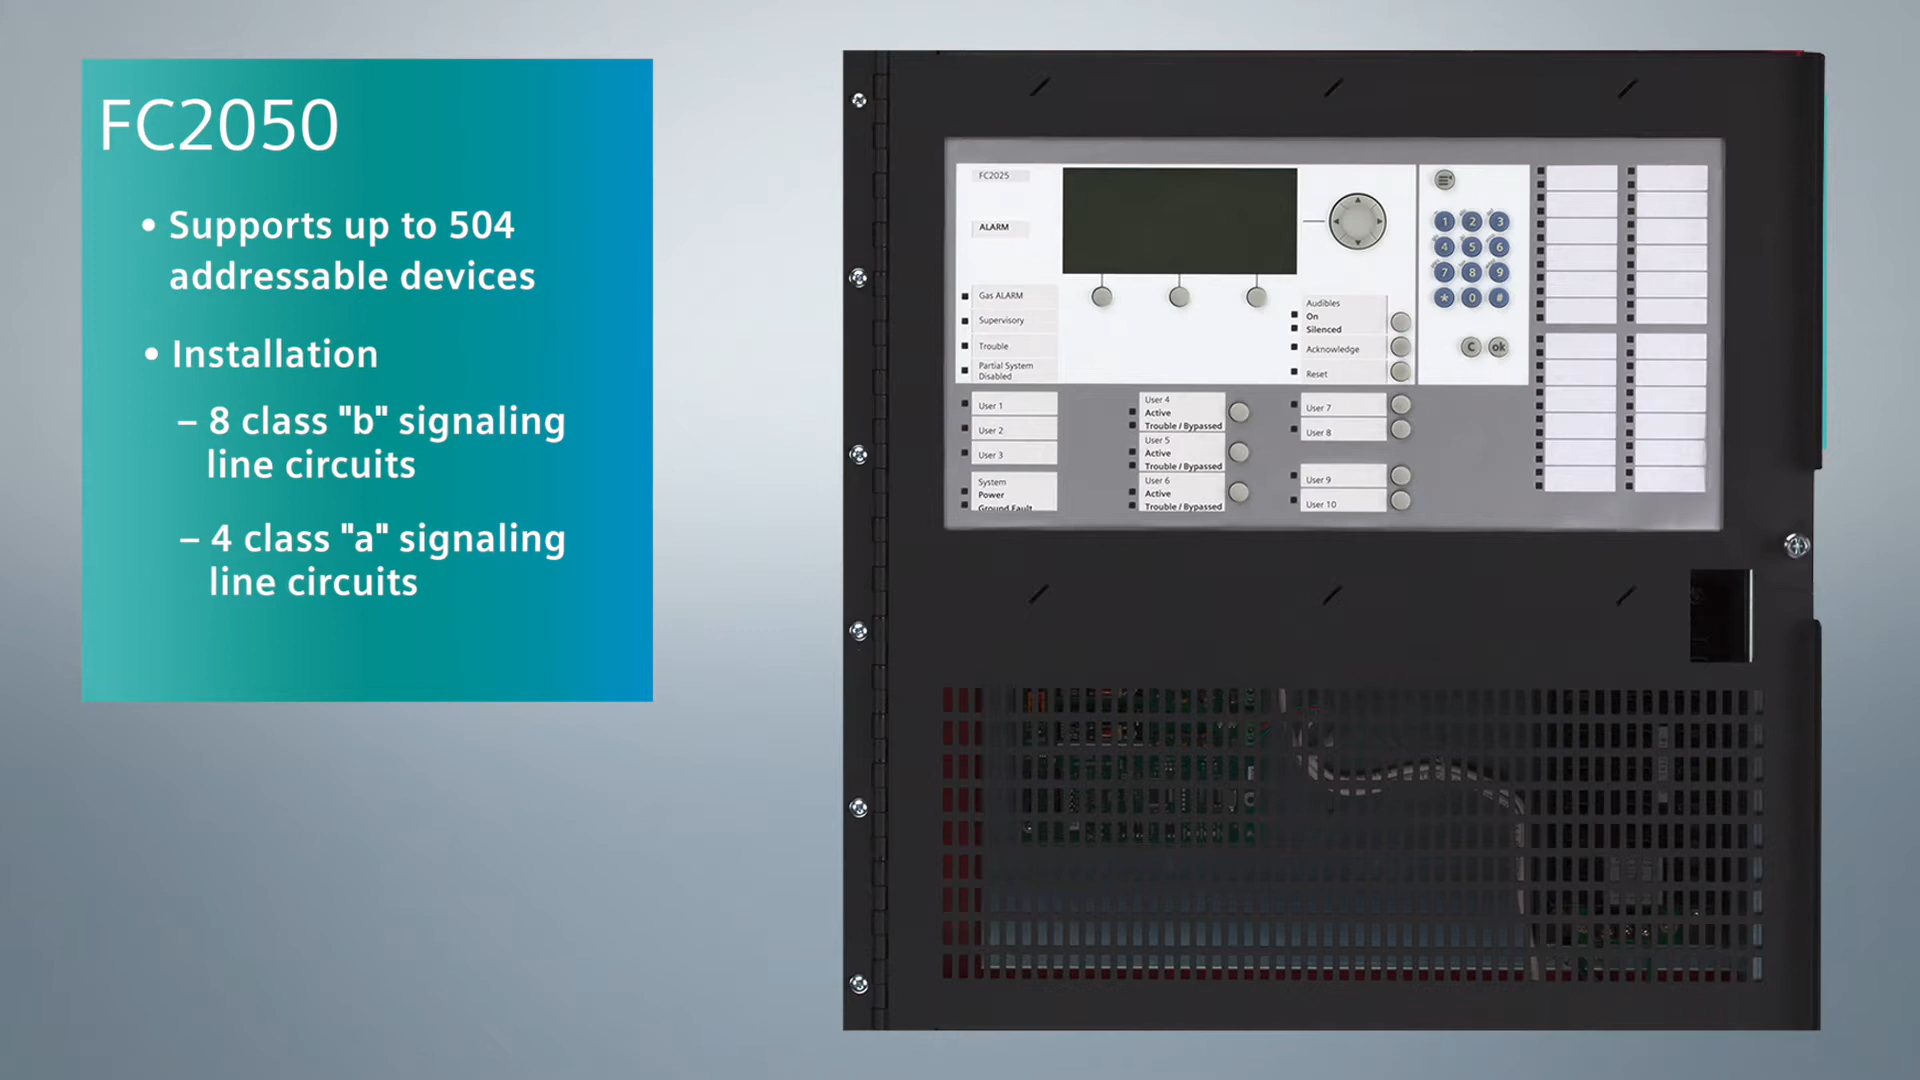 FC2050
• Supports up to 504
addressable devices
• Installation
– 8 class "b" signaling
line circuits
– 4 class "a" signaling
line circuits
FC2025
ALARM
Gas ALARM
Supervisory
Trouble
Partial System
Disabled
Audibles
On
Silenced
Acknowledge
Reset
1 2 3
4 5 6
7 8 9
* 0 #
C ok
User 1
User 2
User 3
System
Power
Ground Fault
User 4
Active
Trouble / Bypassed
User 5
Active
Trouble / Bypassed
User 6
Active
Trouble / Bypassed
User 7
User 8
User 9
User 10